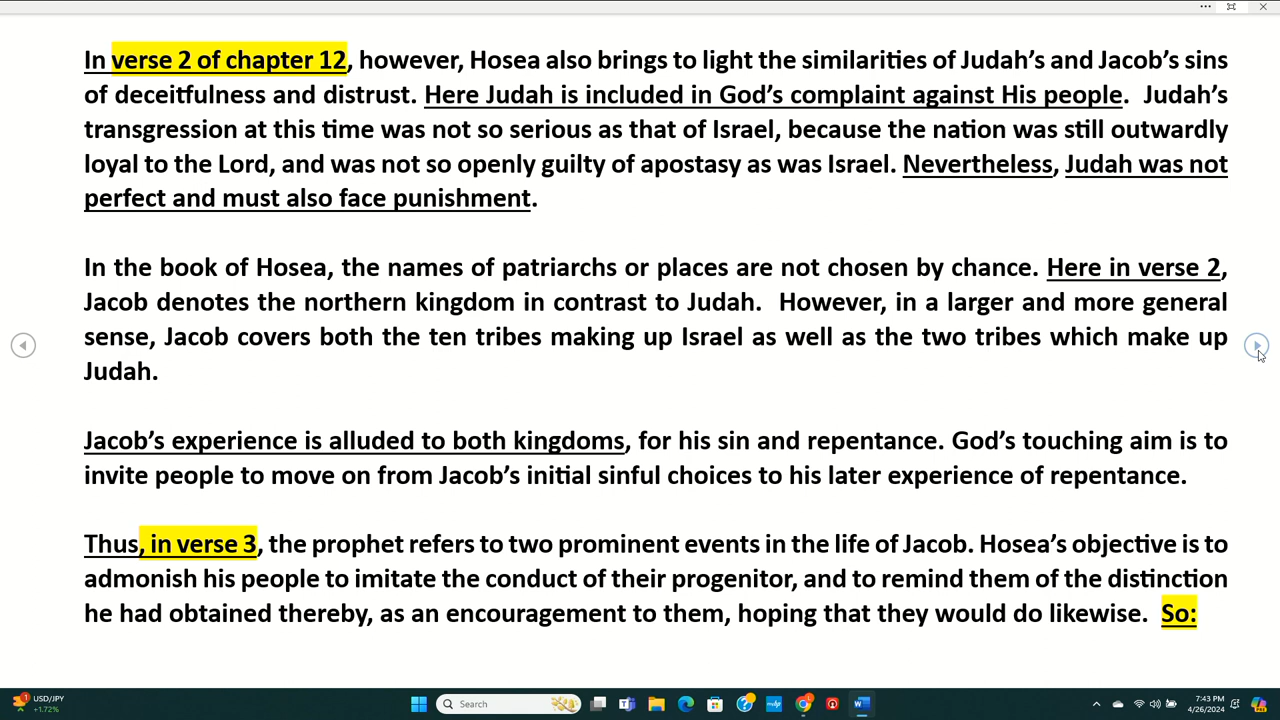 In verse 2 of chapter 12, however, Hosea also brings to light the similarities of Judah’s and Jacob’s sins
of deceitfulness and distrust. Here Judah is included in God’s complaint against His people. Judah’s
transgression at this time was not so serious as that of Israel, because the nation was still outwardly
loyal to the Lord, and was not so openly guilty of apostasy as was Israel. Nevertheless, Judah was not
perfect and must also face punishment.
In the book of Hosea, the names of patriarchs or places are not chosen by chance. Here in verse 2,
Jacob denotes the northern kingdom in contrast to Judah. However, in a larger and more general
sense, Jacob covers both the ten tribes making up Israel as well as the two tribes which make up
Judah.
Jacob’s experience is alluded to both kingdoms, for his sin and repentance. God’s touching aim is to
invite people to move on from Jacob’s initial sinful choices to his later experience of repentance.
Thus, in verse 3, the prophet refers to two prominent events in the life of Jacob. Hosea’s objective is to
admonish his people to imitate the conduct of their progenitor, and to remind them of the distinction
he had obtained thereby, as an encouragement to them, hoping that they would do likewise. So:
1
USD/JPY
+1.72%
Search
7:43 PM
4/26/2024